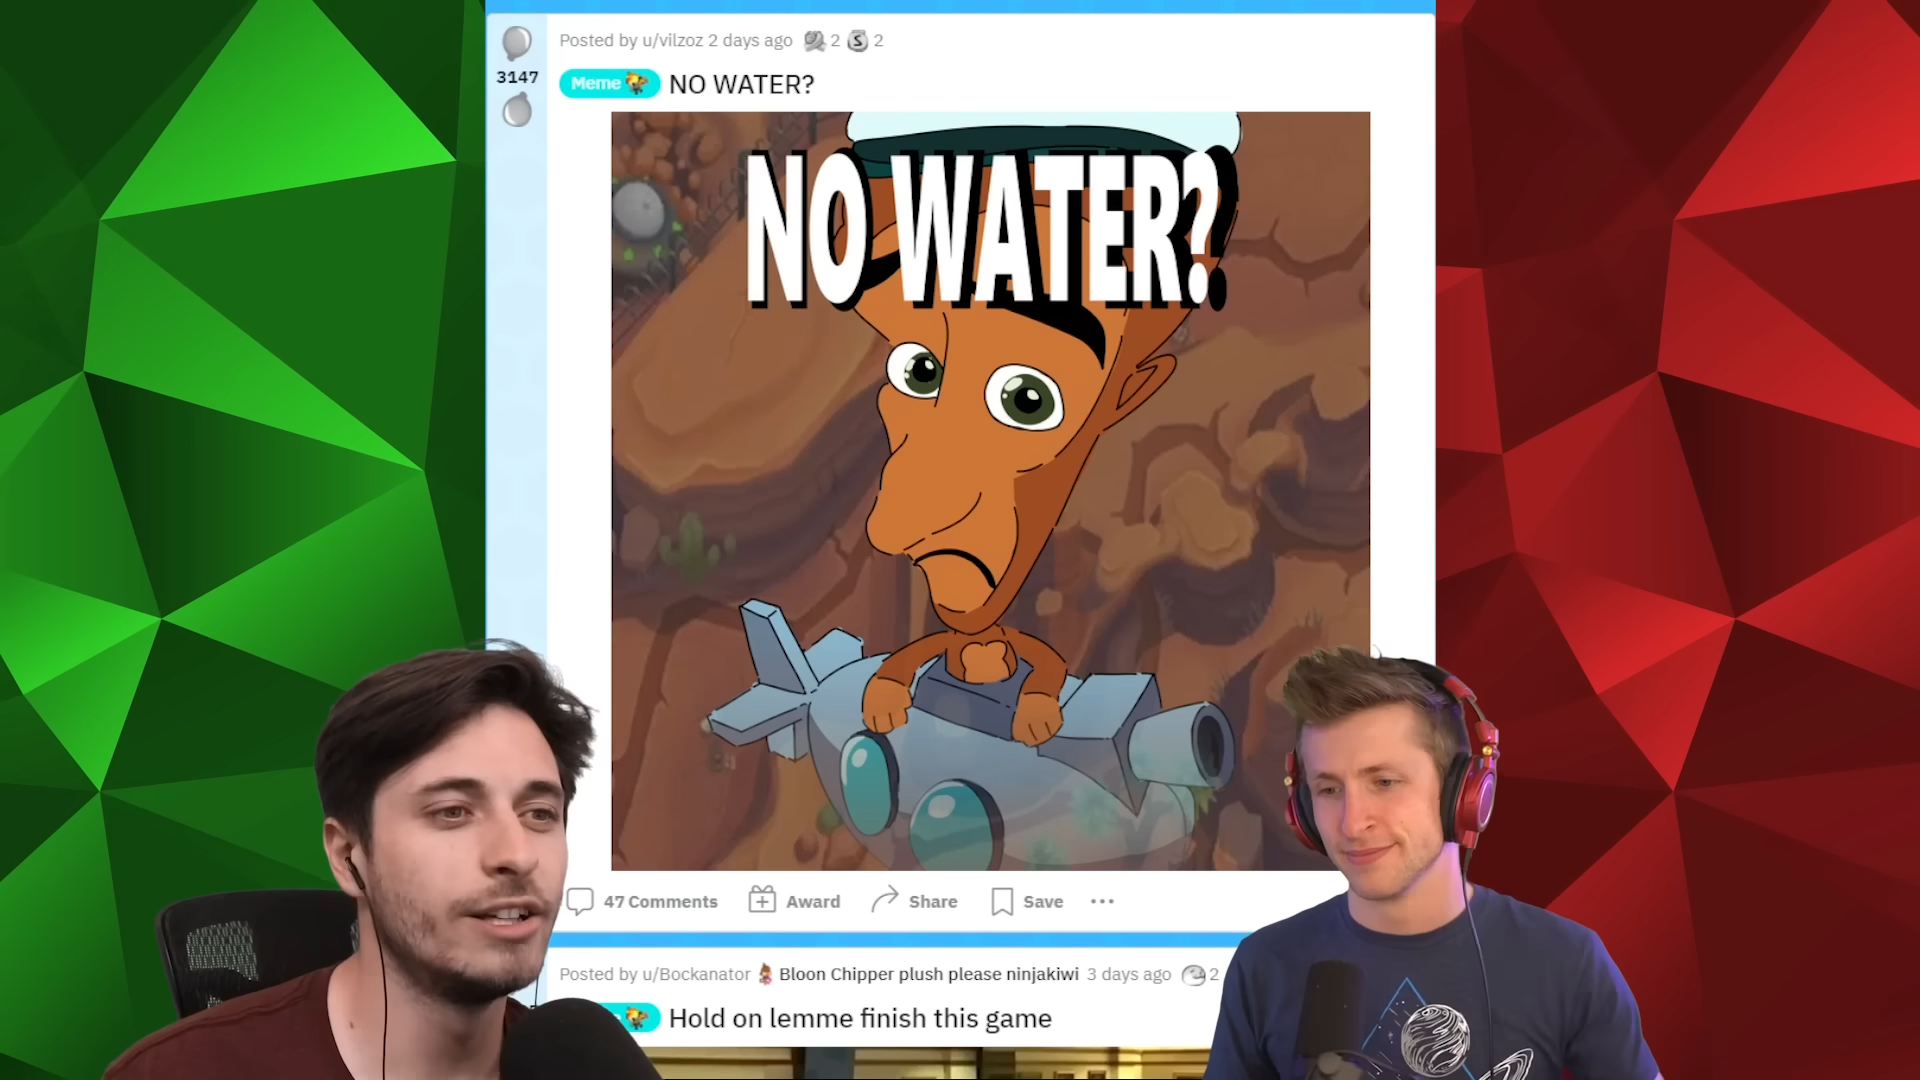 Posted by u/vilzoz 2 days ago 2 S 2
3147
Meme NO WATER?
NO WATER?
47 Comments Award Share Save
Posted by u/Bockanator Bloon Chipper plush please ninjakiwi 3 days ago 2
Hold on lemme finish this game